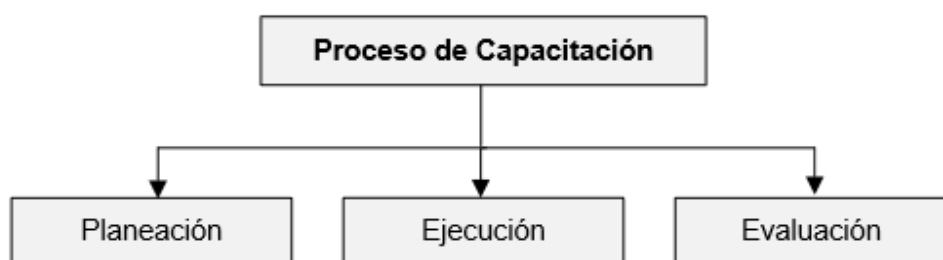 Proceso de Capacitación
Planeación
Ejecución
Evaluación